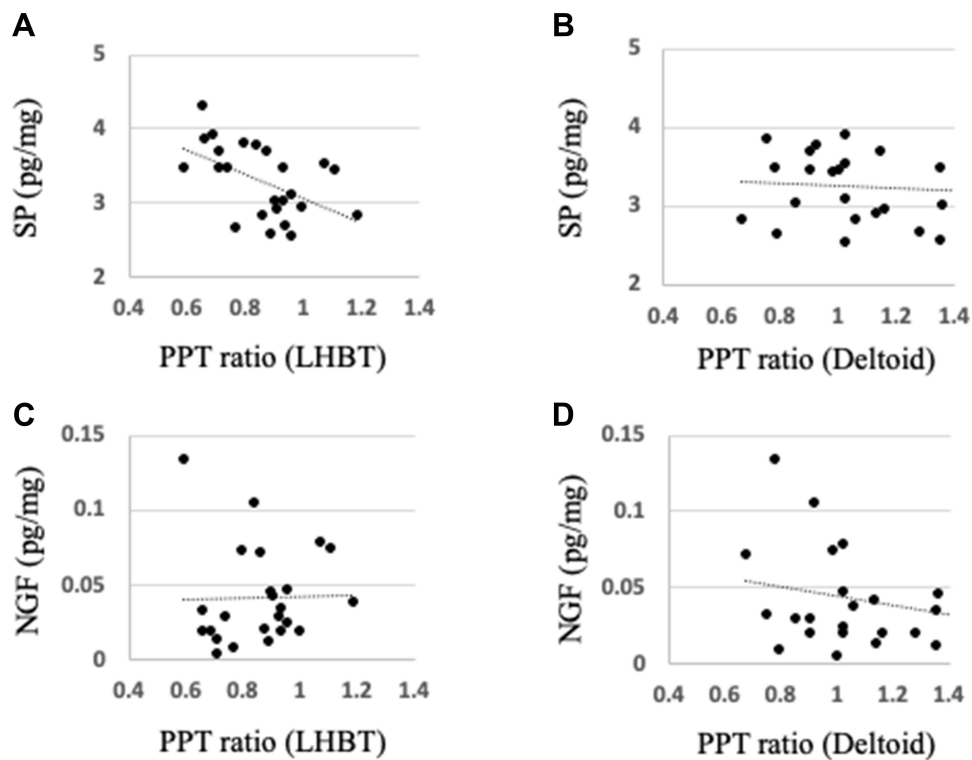 A
SP (pg/mg)
5
4
3
2
0.4 0.6 0.8 1 1.2 1.4
PPT ratio (LHBT)
B
SP (pg/mg)
5
4
3
2
0.4 0.6 0.8 1 1.2 1.4
PPT ratio (Deltoid)
C
NGF (pg/mg)
0.15
0.1
0.05
0
0.4 0.6 0.8 1 1.2 1.4
PPT ratio (LHBT)
D
NGF (pg/mg)
0.15
0.1
0.05
0
0.4 0.6 0.8 1 1.2 1.4
PPT ratio (Deltoid)